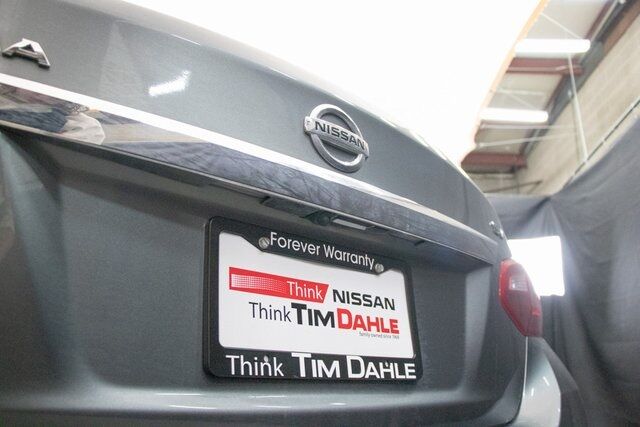 A
NISSAN
Forever Warranty
Think NISSAN
Think TIM DAHLE
family owned since 1968
Think TIM DAHLE